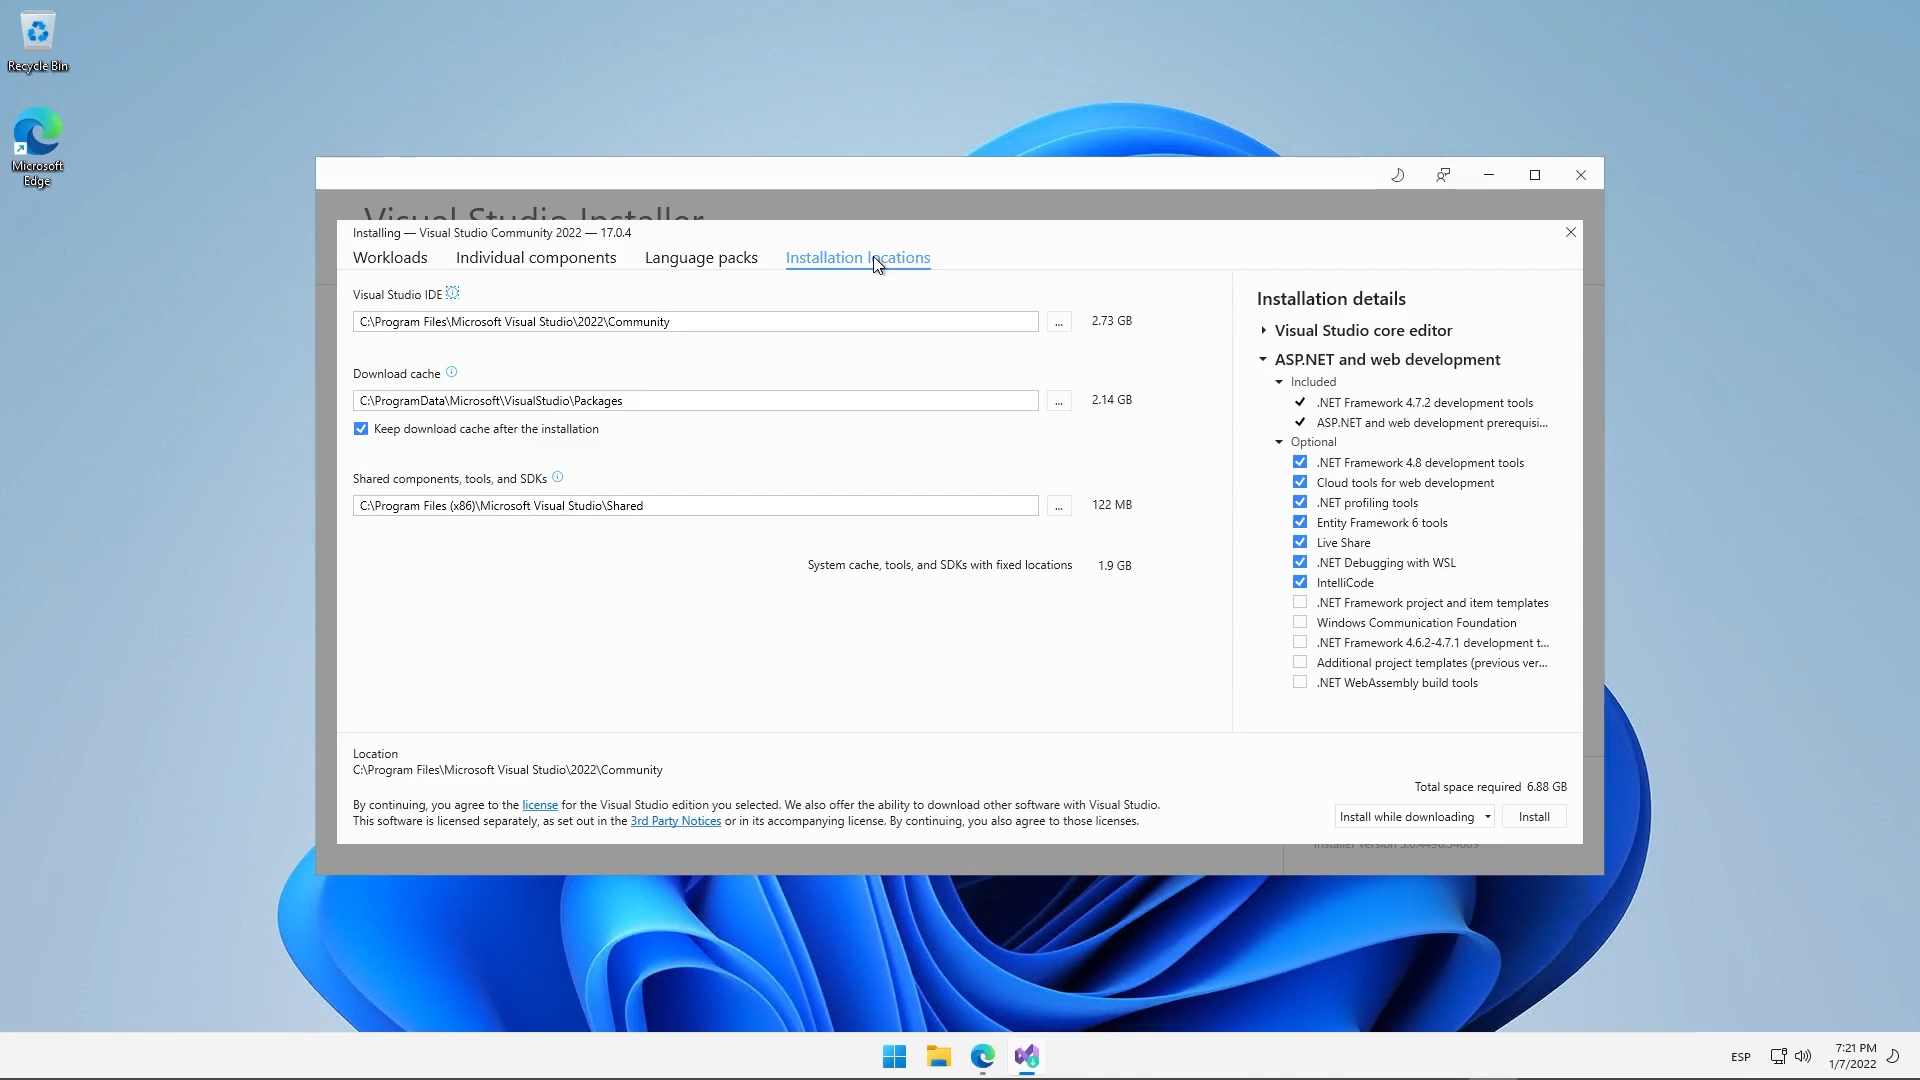 Recycle Bin
Microsoft
Edge
Visual Studio Installer
Installing — Visual Studio Community 2022 — 17.0.4
Workloads
Individual components
Language packs
Installation locations
Visual Studio IDE
C:\Program Files\Microsoft Visual Studio\2022\Community
...
2.73 GB
Download cache
C:\ProgramData\Microsoft\VisualStudio\Packages
...
2.14 GB
Keep download cache after the installation
Shared components, tools, and SDKs
C:\Program Files (x86)\Microsoft Visual Studio\Shared
...
122 MB
System cache, tools, and SDKs with fixed locations
1.9 GB
Installation details
Visual Studio core editor
ASP.NET and web development
Included
.NET Framework 4.7.2 development tools
ASP.NET and web development prerequisi...
Optional
.NET Framework 4.8 development tools
Cloud tools for web development
.NET profiling tools
Entity Framework 6 tools
Live Share
.NET Debugging with WSL
IntelliCode
.NET Framework project and item templates
Windows Communication Foundation
.NET Framework 4.6.2-4.7.1 development t...
Additional project templates (previous ver...
.NET WebAssembly build tools
Location
C:\Program Files\Microsoft Visual Studio\2022\Community
By continuing, you agree to the license for the Visual Studio edition you selected. We also offer the ability to download other software with Visual Studio.
This software is licensed separately, as set out in the 3rd Party Notices or in its accompanying license. By continuing, you also agree to those licenses.
Total space required 6.88 GB
Install while downloading
Install
Installer version
ESP
7:21 PM
1/7/2022